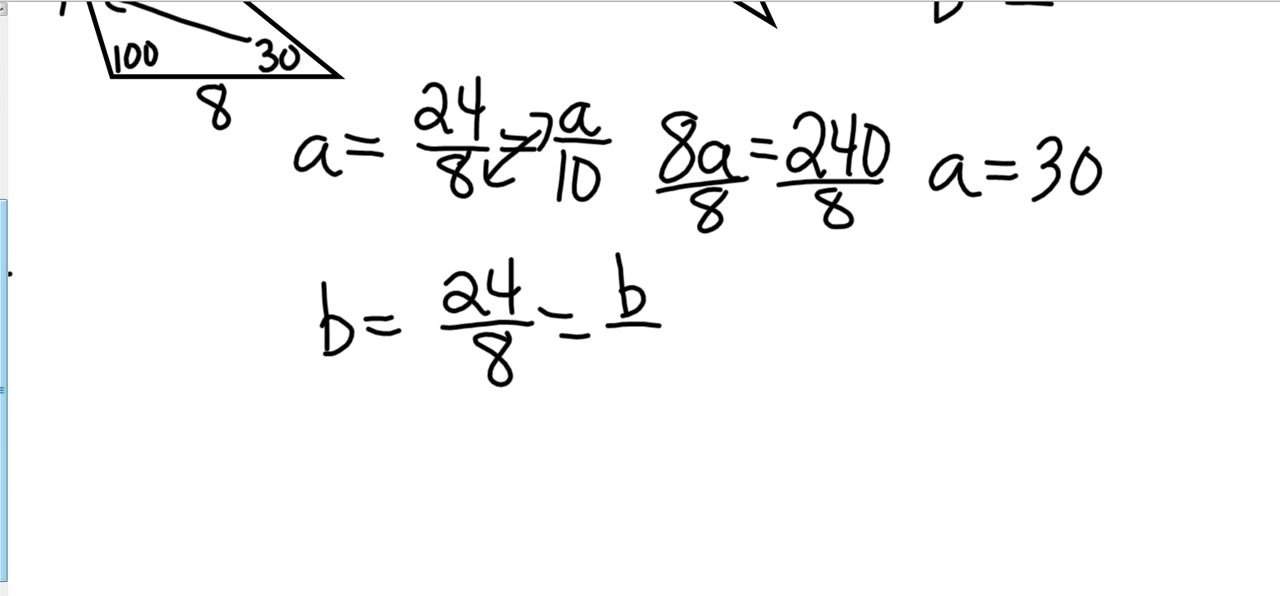 100 30
8
a = 24/8 = a/10 8a/8 = 240/8 a = 30
b = 24/8 = b/